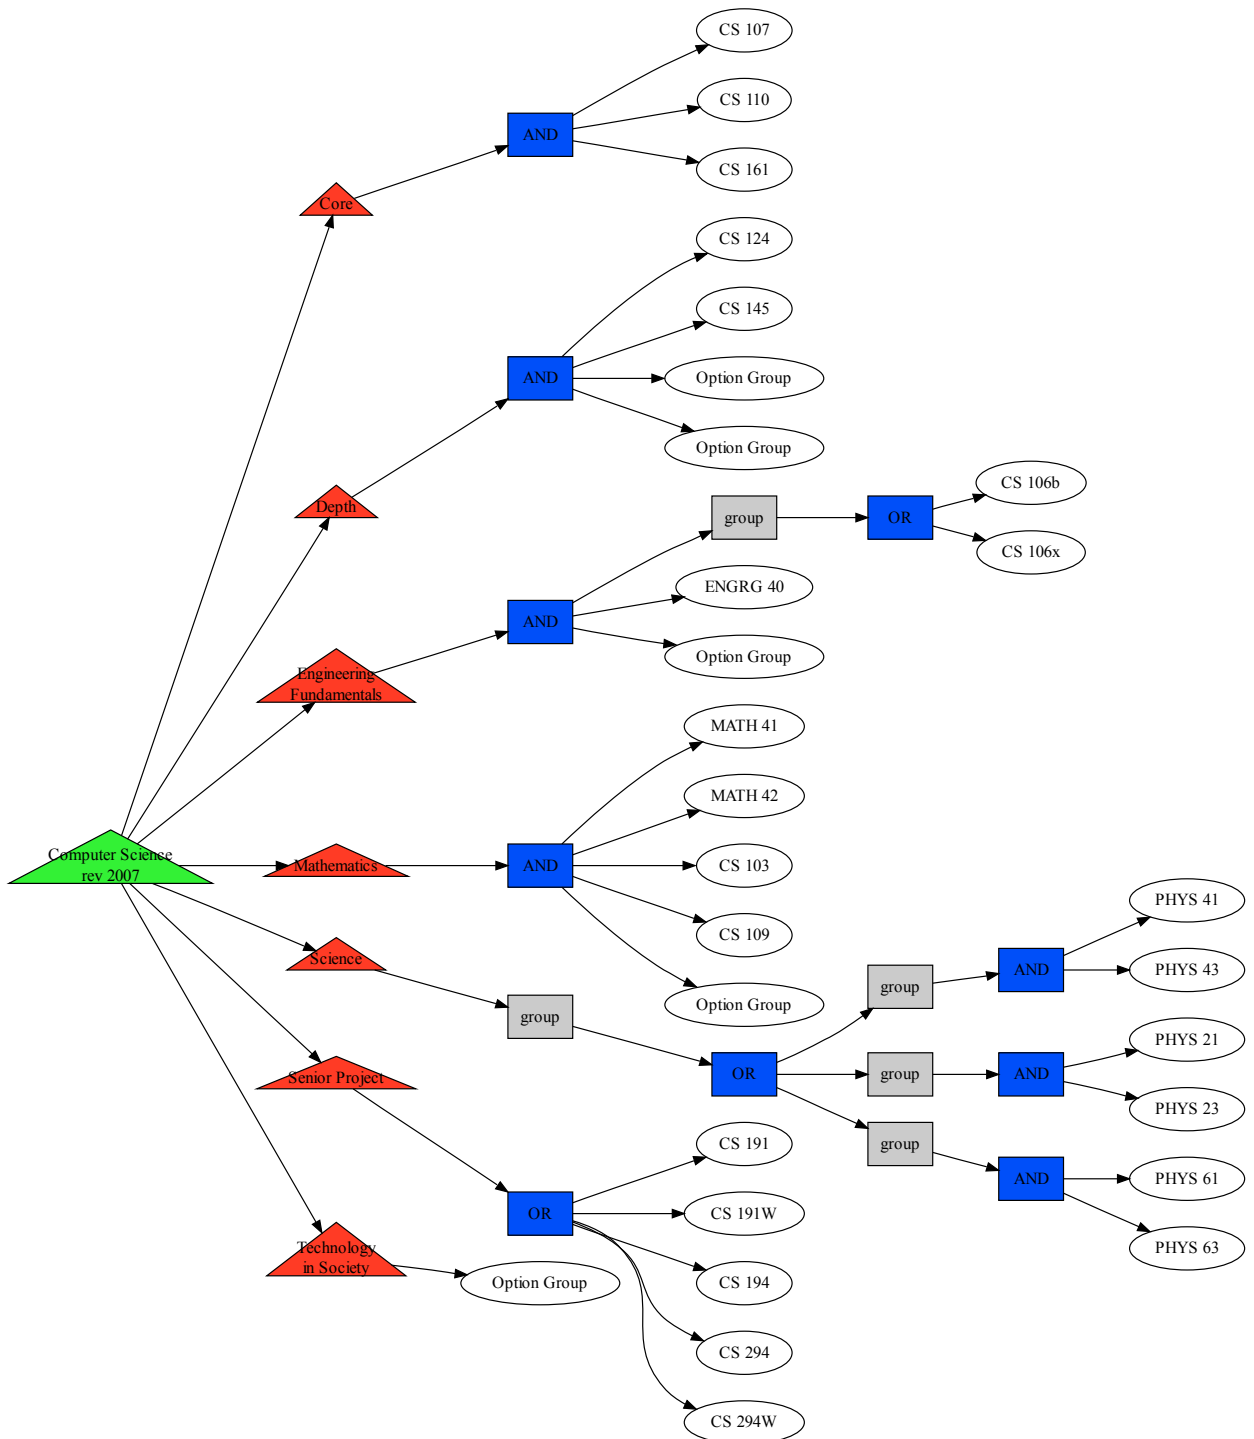 CS 107
CS 110
AND
CS 161
Core
CS 124
CS 145
AND
Option Group
Option Group
Depth
CS 106b
group
OR
CS 106x
ENGRG 40
AND
Option Group
Engineering
Fundamentals
MATH 41
MATH 42
Computer Science
rev 2007
Mathematics
AND
CS 103
CS 109
Option Group
Science
group
OR
group
AND
PHYS 41
PHYS 43
group
AND
PHYS 21
PHYS 23
group
AND
PHYS 61
PHYS 63
Senior Project
OR
CS 191
CS 191W
CS 194
CS 294
CS 294W
Technology
in Society
Option Group